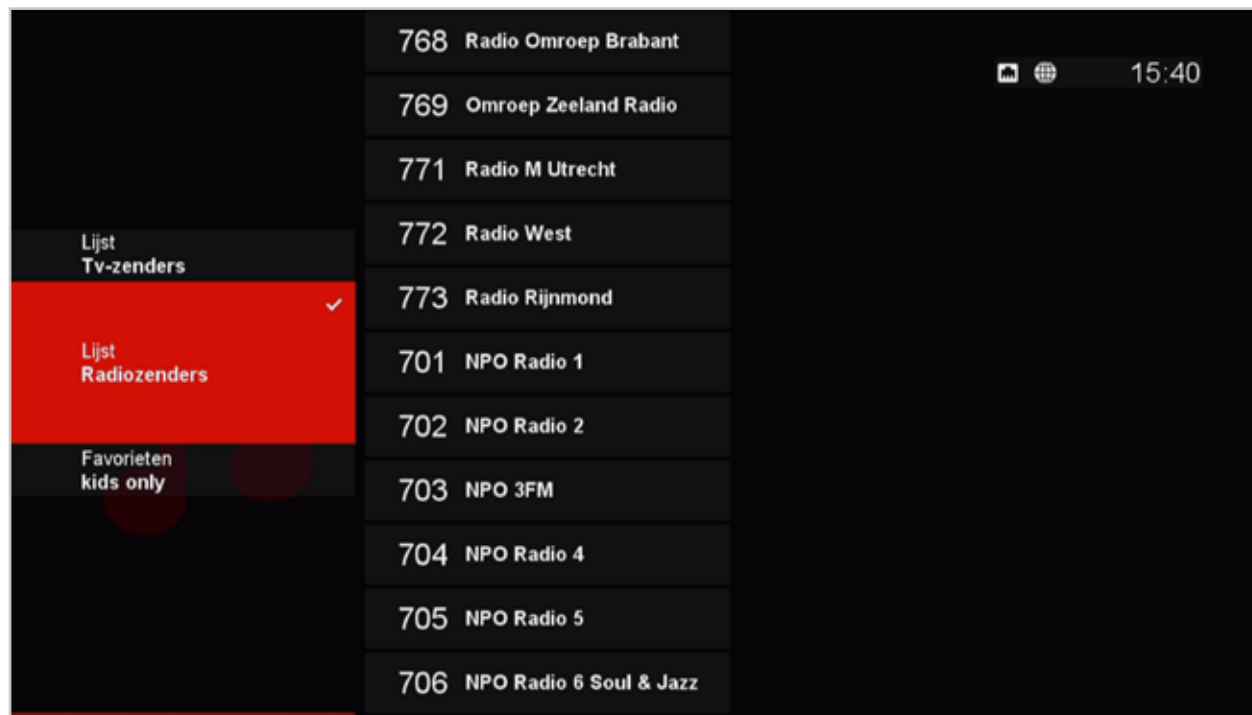 Lijst
Tv-zenders
Lijst
Radiozenders
Favorieten
kids only
768 Radio Omroep Brabant
769 Omroep Zeeland Radio
771 Radio M Utrecht
772 Radio West
773 Radio Rijnmond
701 NPO Radio 1
702 NPO Radio 2
703 NPO 3FM
704 NPO Radio 4
705 NPO Radio 5
706 NPO Radio 6 Soul & Jazz
15:40